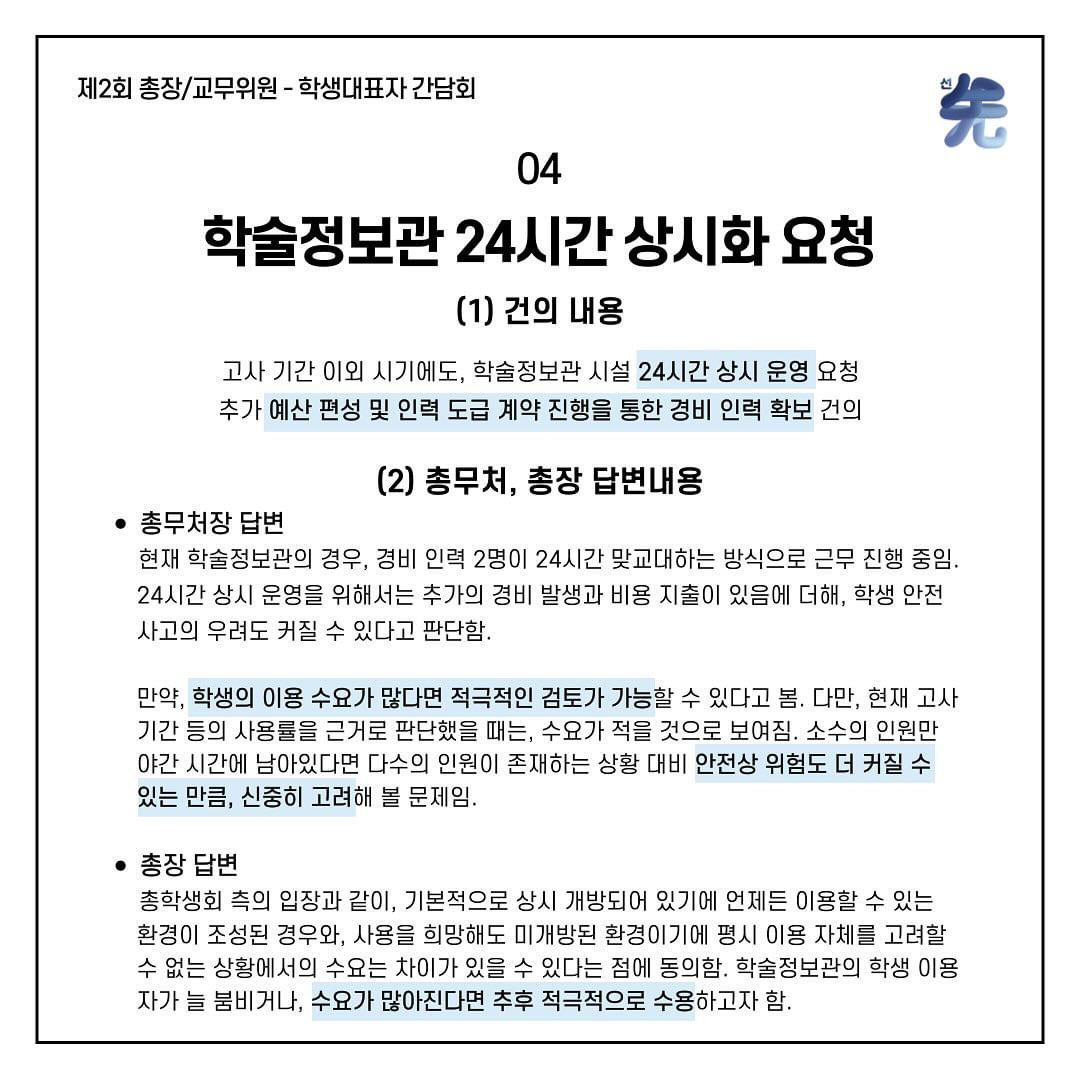 제2회 총장/교무위원 - 학생대표자 간담회
선
先
04
학술정보관 24시간 상시화 요청
(1) 건의 내용
고사 기간 이외 시기에도, 학술정보관 시설 24시간 상시 운영 요청
추가 예산 편성 및 인력 도급 계약 진행을 통한 경비 인력 확보 건의
(2) 총무처, 총장 답변내용
• 총무처장 답변
현재 학술정보관의 경우, 경비 인력 2명이 24시간 맞교대하는 방식으로 근무 진행 중임.
24시간 상시 운영을 위해서는 추가의 경비 발생과 비용 지출이 있음에 더해, 학생 안전
사고의 우려도 커질 수 있다고 판단함.
만약, 학생의 이용 수요가 많다면 적극적인 검토가 가능할 수 있다고 봄. 다만, 현재 고사
기간 등의 사용률을 근거로 판단했을 때는, 수요가 적을 것으로 보여짐. 소수의 인원만
야간 시간에 남아있다면 다수의 인원이 존재하는 상황 대비 안전상 위험도 더 커질 수
있는 만큼, 신중히 고려해 볼 문제임.
• 총장 답변
총학생회 측의 입장과 같이, 기본적으로 상시 개방되어 있기에 언제든 이용할 수 있는
환경이 조성된 경우와, 사용을 희망해도 미개방된 환경이기에 평시 이용 자체를 고려할
수 없는 상황에서의 수요는 차이가 있을 수 있다는 점에 동의함. 학술정보관의 학생 이용
자가 늘 붐비거나, 수요가 많아진다면 추후 적극적으로 수용하고자 함.